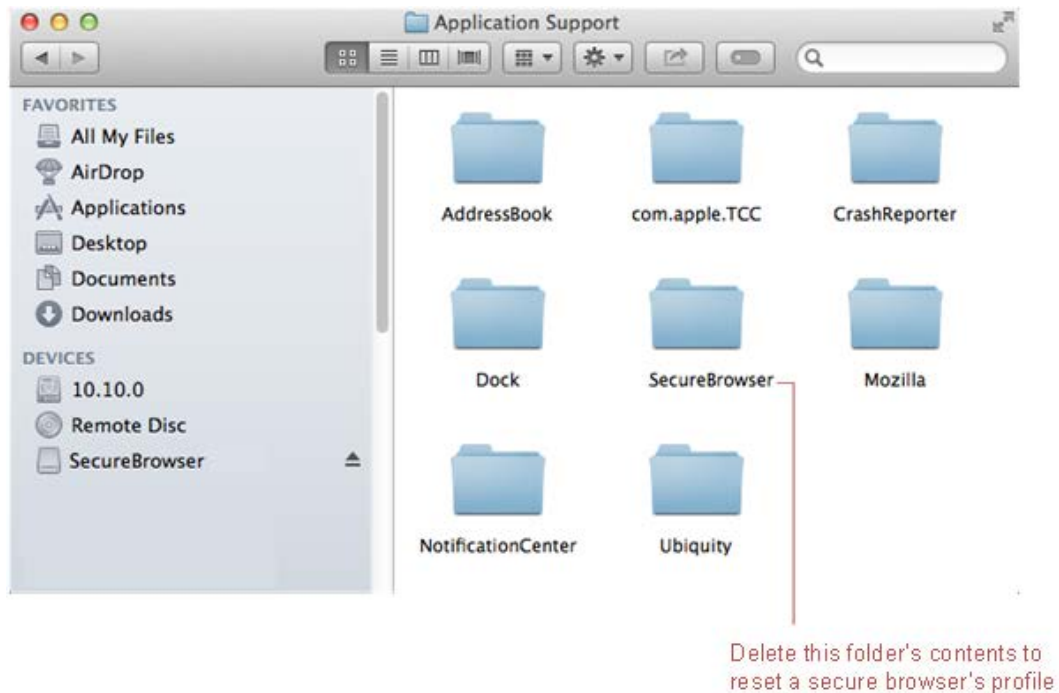 Application Support
FAVORITES
All My Files
AirDrop
Applications
Desktop
Documents
Downloads
DEVICES
10.10.0
Remote Disc
SecureBrowser
AddressBook
com.apple.TCC
CrashReporter
Dock
SecureBrowser
Mozilla
NotificationCenter
Ubiquity
Delete this folder's contents to
reset a secure browser's profile